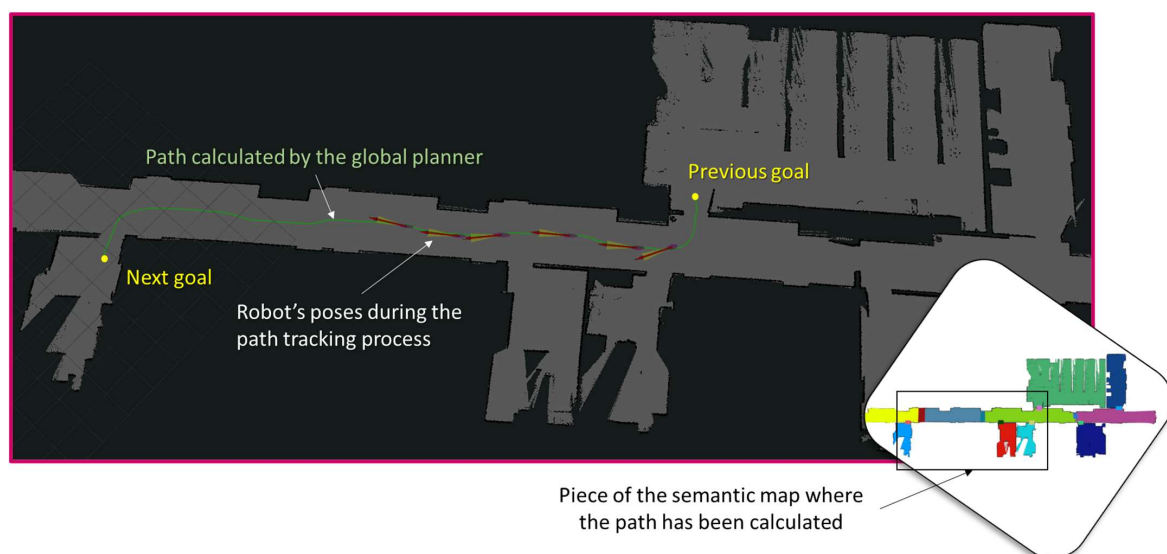 Path calculated by the global planner
Previous goal
Next goal
Robot's poses during the
path tracking process
Piece of the semantic map where
the path has been calculated